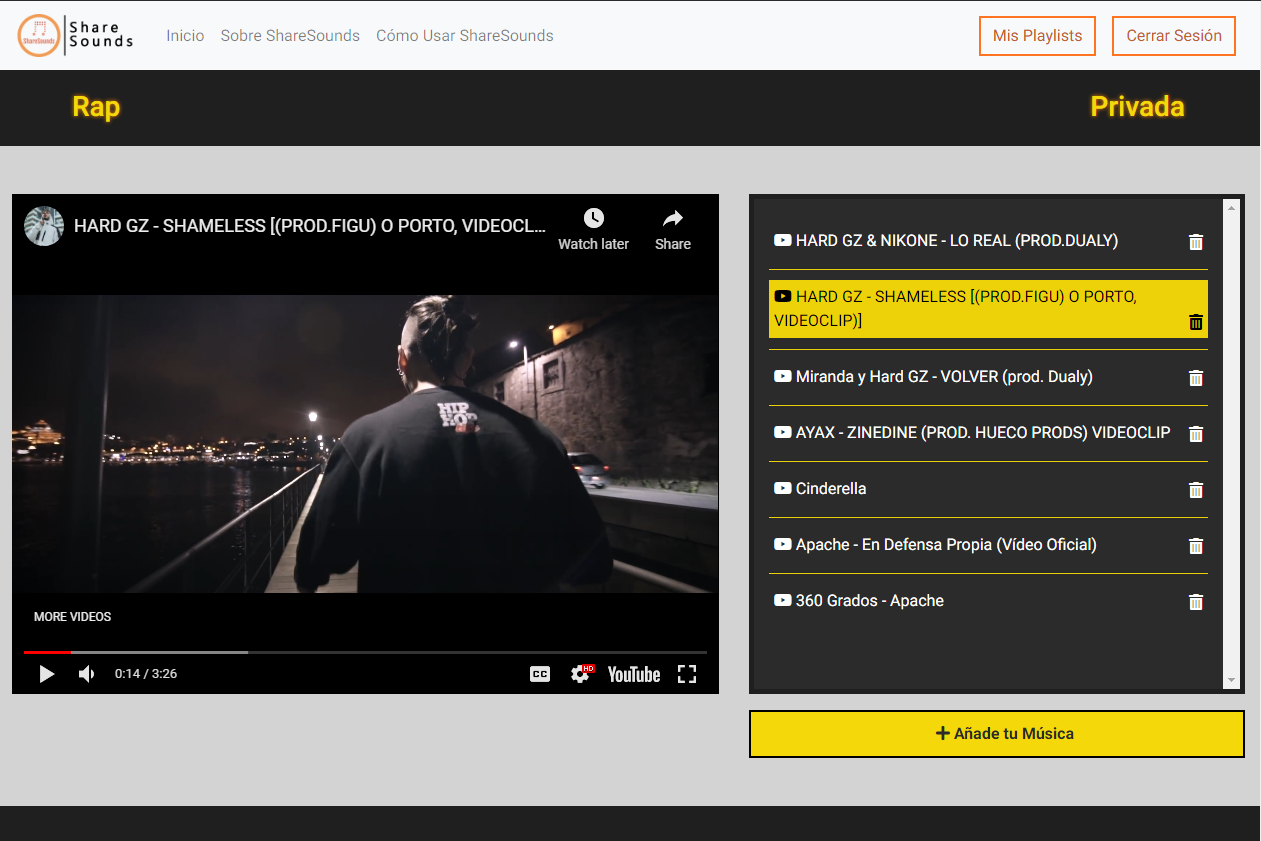 ShareSounds
Share
Sounds
Inicio
Sobre ShareSounds
Cómo Usar ShareSounds
Mis Playlists
Cerrar Sesión
Rap
Privada
HARD GZ - SHAMELESS [(PROD.FIGU) O PORTO, VIDEOCL...
Watch later
Share
HIP
HOP
MORE VIDEOS
0:14 / 3:26
CC
HD
YouTube
HARD GZ & NIKONE - LO REAL (PROD.DUALY)
HARD GZ - SHAMELESS [(PROD.FIGU) O PORTO,
VIDEOCLIP)]
Miranda y Hard GZ - VOLVER (prod. Dualy)
AYAX - ZINEDINE (PROD. HUECO PRODS) VIDEOCLIP
Cinderella
Apache - En Defensa Propia (Vídeo Oficial)
360 Grados - Apache
+ Añade tu Música